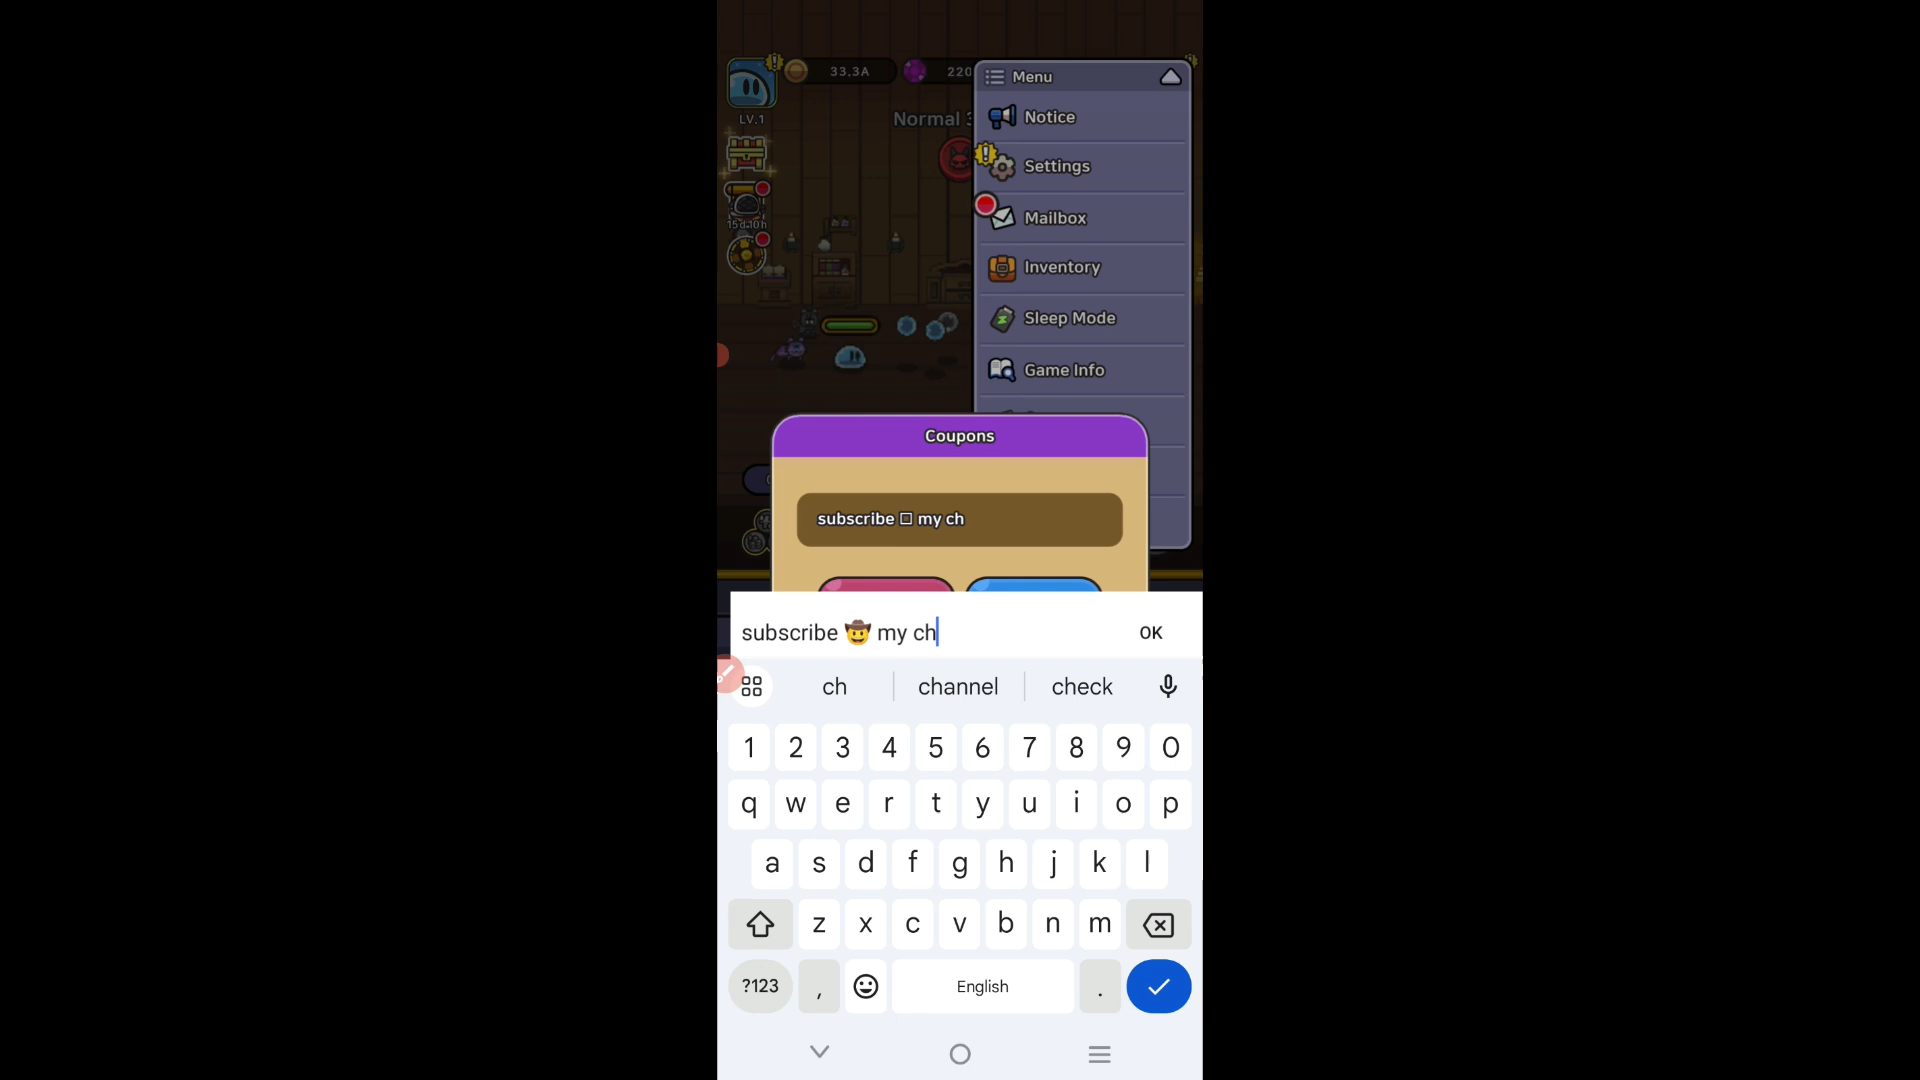 33.3A
220
Menu
LV.1
Normal 3
Notice
Settings
Mailbox
15d10h
Inventory
Sleep Mode
Game Info
Coupons
subscribe □ my ch
subscribe 🤠 my ch
OK
ch channel check
1 2 3 4 5 6 7 8 9 0
q w e r t y u i o p
a s d f g h j k l
z x c v b n m
?123 , English .